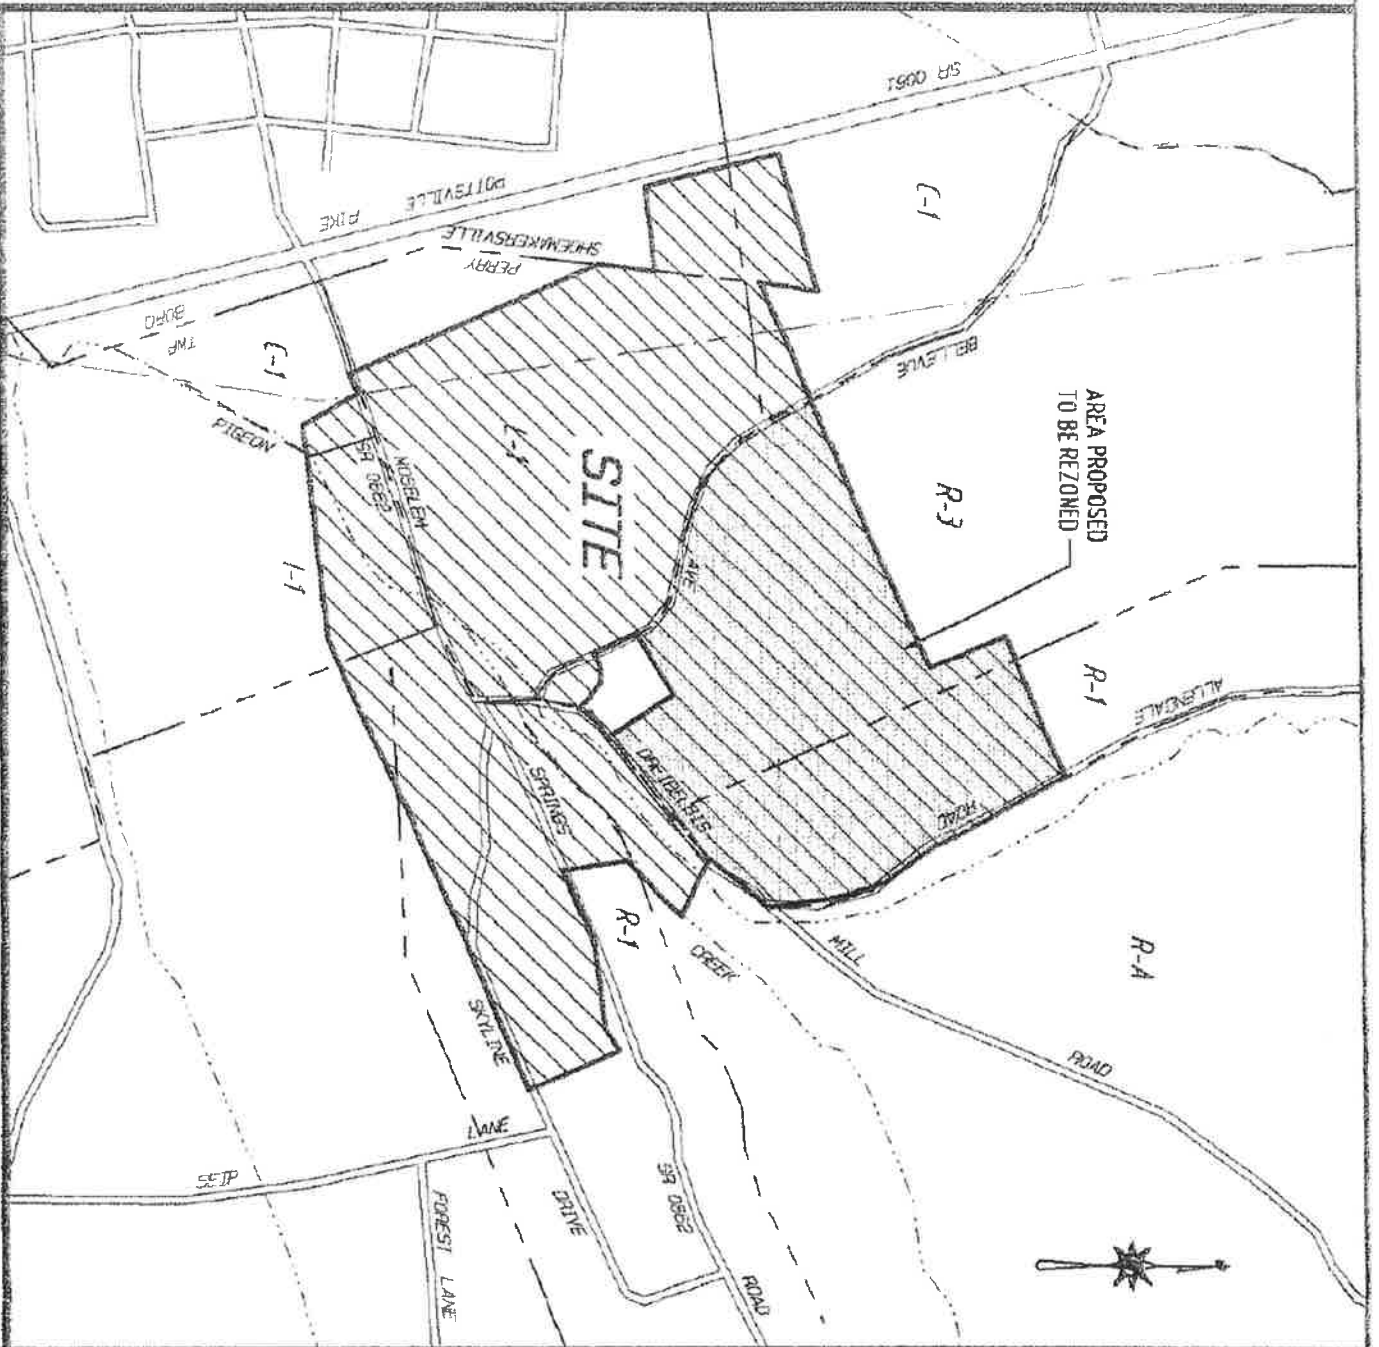 SR 0061
POTTSVILLE
PIKE
SHOEMAKERSVILLE
PERRY
BORO
TWP
C-1
C-1
PIGEON
SR 0662
MOSELEM
I-1
SITE
BELLEVUE
AVE
R-3
AREA PROPOSED
TO BE REZONED
R-1
ALLENDALE
ROAD
DREIBELBIS
SPRINGS
R-1
CREEK
MILL
ROAD
R-A
SKYLINE
DRIVE
LANE
SEIP
FOREST LANE
SR 0662
ROAD